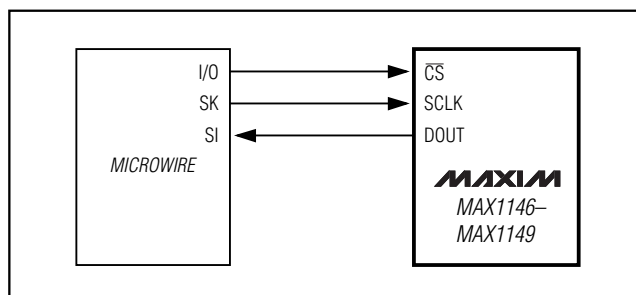 I/O
SK
SI
MICROWIRE
CS
SCLK
DOUT
MAXIM
MAX1146–
MAX1149